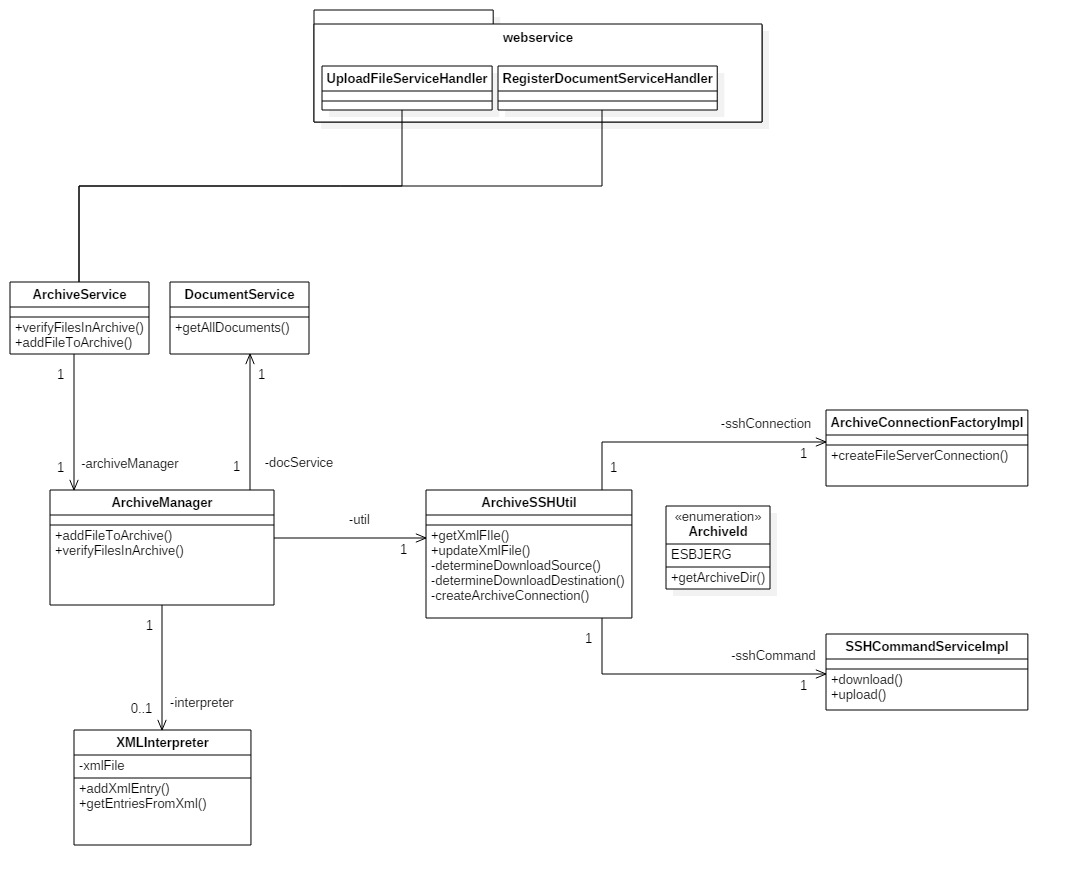 webservice
UploadFileServiceHandler
RegisterDocumentServiceHandler
ArchiveService
+verifyFilesInArchive()
+addFileToArchive()
DocumentService
+getAllDocuments()
1
1
1
-archiveManager
1
-docService
ArchiveManager
+addFileToArchive()
+verifyFilesInArchive()
-util
1
ArchiveSSHUtil
+getXmlFIle()
+updateXmlFile()
-determineDownloadSource()
-determineDownloadDestination()
-createArchiveConnection()
-sshConnection
1
1
ArchiveConnectionFactoryImpl
+createFileServerConnection()
«enumeration»
ArchiveId
ESBJERG
+getArchiveDir()
1
-sshCommand
1
SSHCommandServiceImpl
+download()
+upload()
1
0..1
-interpreter
XMLInterpreter
-xmlFile
+addXmlEntry()
+getEntriesFromXml()